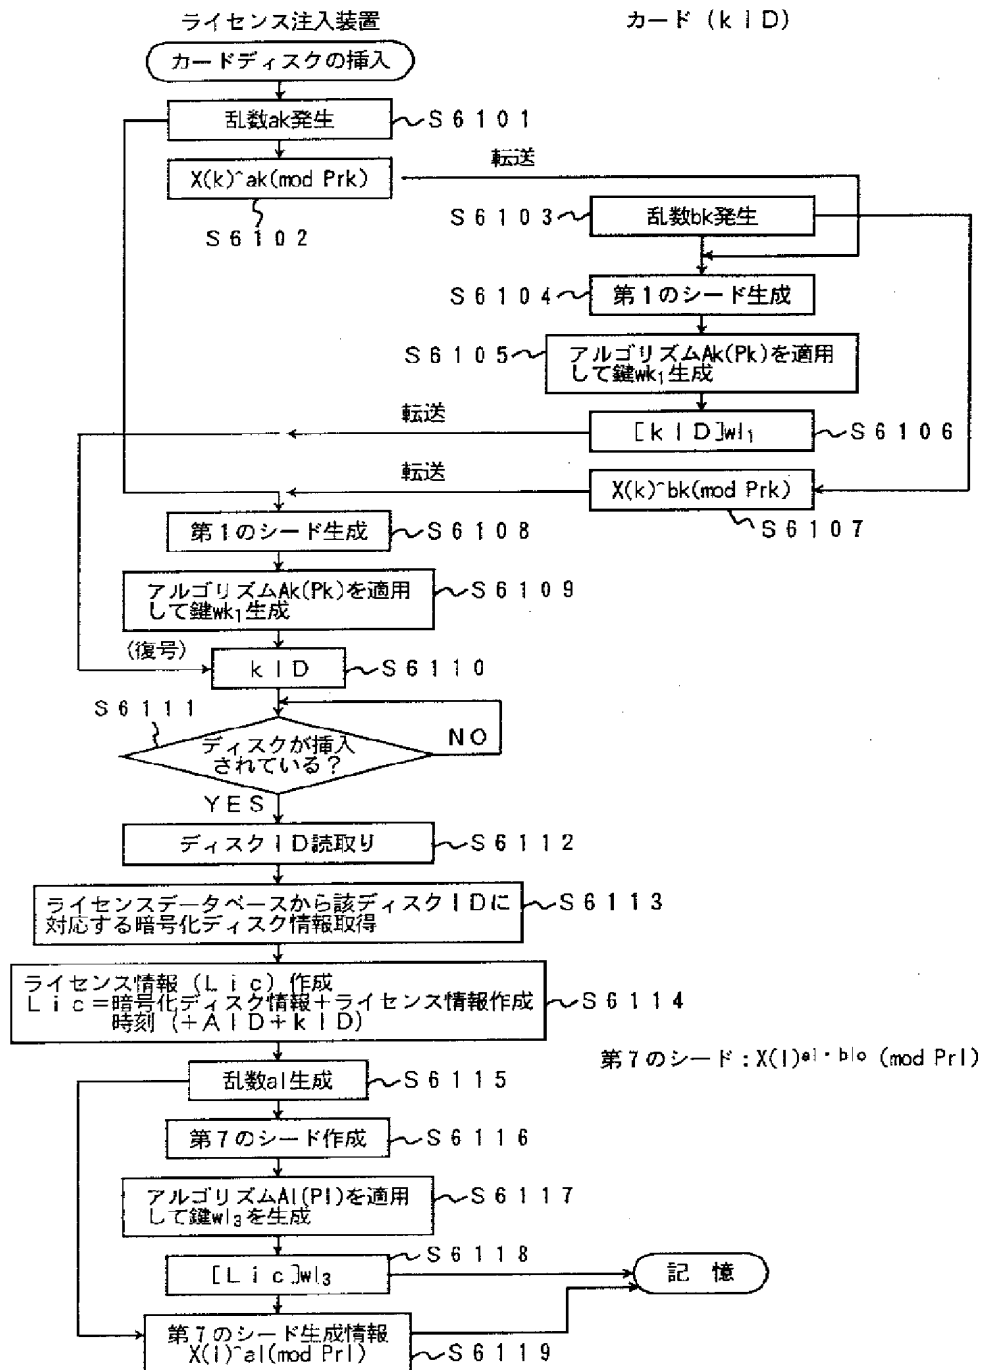 ライセンス注入装置
カード (kID)
カードディスクの挿入
乱数ak発生
S6101
転送
X(k)^ak(mod Prk)
S6102
S6103
乱数bk発生
S6104
第1のシード生成
S6105
アルゴリズムAk(Pk)を適用
して鍵wk₁生成
転送
[kID]wl₁
S6106
転送
X(k)^bk(mod Prk)
S6107
第1のシード生成
S6108
アルゴリズムAk(Pk)を適用
して鍵wk₁生成
S6109
(復号)
kID
S6110
S6111
ディスクが挿入
されている?
NO
YES
ディスクID読取り
S6112
ライセンスデータベースから該ディスクIDに
対応する暗号化ディスク情報取得
S6113
ライセンス情報 (Lic) 作成
Lic=暗号化ディスク情報+ライセンス情報作成
時刻 (+AID+kID)
S6114
第7のシード:X(l)^al・blo (mod Prl)
乱数al生成
S6115
第7のシード作成
S6116
アルゴリズムAl(Pl)を適用
して鍵wl₃を生成
S6117
[Lic]wl₃
S6118
記憶
第7のシード生成情報
X(l)^al(mod Prl)
S6119